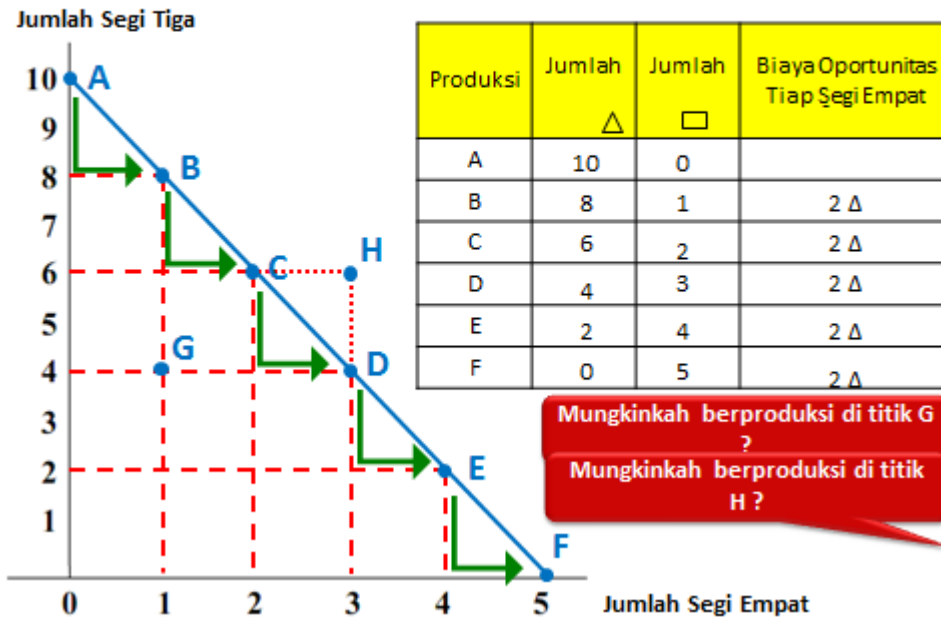 Jumlah Segi Tiga
10
9
8
7
6
5
4
3
2
1
0 1 2 3 4 5
Jumlah Segi Empat
A
B
C
H
G
D
E
F
Produksi Jumlah △ Jumlah ▭ Biaya Oportunitas
Tiap Segi Empat
A 10 0
B 8 1 2 Δ
C 6 2 2 Δ
D 4 3 2 Δ
E 2 4 2 Δ
F 0 5 2 Δ
Mungkinkah berproduksi di titik G
?
Mungkinkah berproduksi di titik
H ?